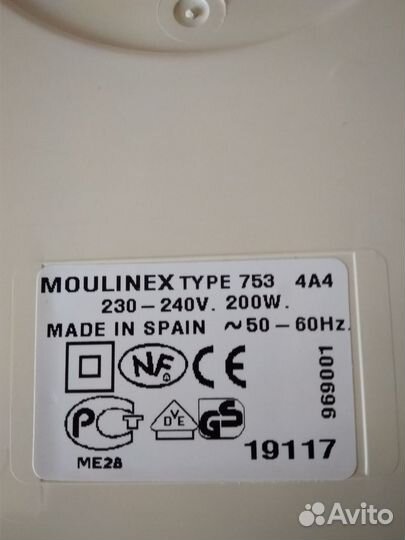 MOULINEX TYPE 753 4A4
230-240V. 200W.
MADE IN SPAIN ~50-60Hz.
NF CE
969001
PCT VDE GS
ME28
19117
Avito